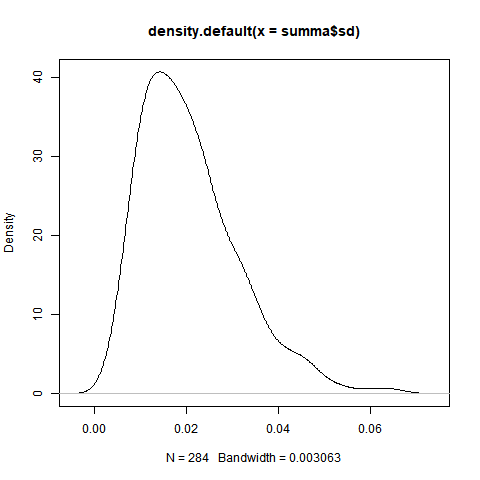 density.default(x = summa$sd)
Density
40
30
20
10
0
0.00 0.02 0.04 0.06
N = 284 Bandwidth = 0.003063